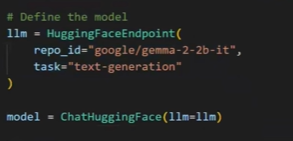 # Define the model
llm = HuggingFaceEndpoint(
    repo_id="google/gemma-2-2b-it",
    task="text-generation"
)
model = ChatHuggingFace(llm=llm)